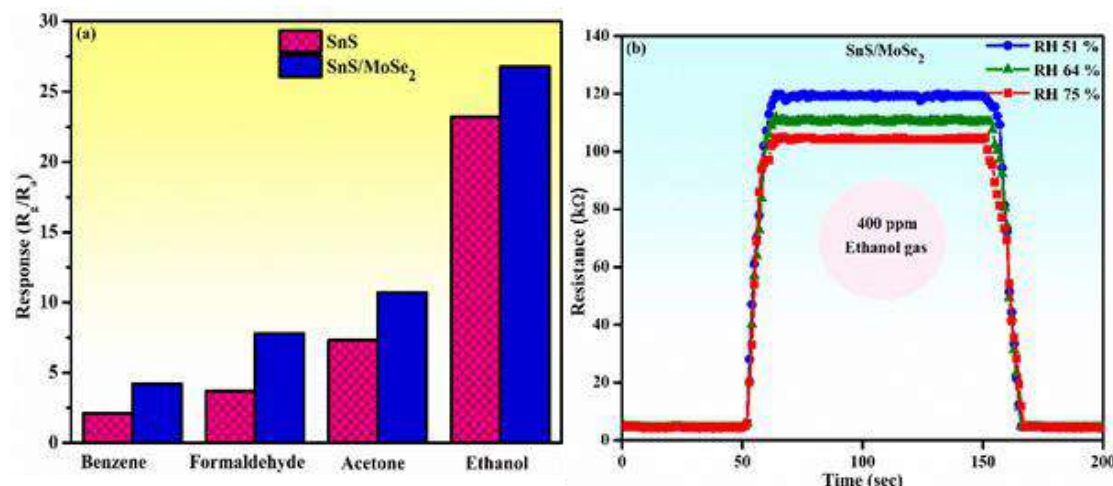 (a)
SnS
SnS/MoSe2
30
25
20
15
10
5
0
Response (Rg/Ra)
Benzene Formaldehyde Acetone Ethanol
(b)
SnS/MoSe2
RH 51 %
RH 64 %
RH 75 %
140
120
100
80
60
40
20
0
Resistance (kΩ)
400 ppm
Ethanol gas
0 50 100 150 200
Time (sec)